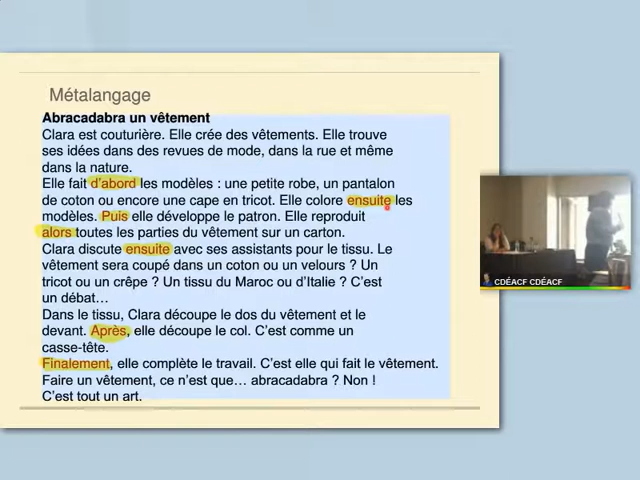 Métalangage
Abracadabra un vêtement
Clara est couturière. Elle crée des vêtements. Elle trouve
ses idées dans des revues de mode, dans la rue et même
dans la nature.
Elle fait d'abord les modèles : une petite robe, un pantalon
de coton ou encore une cape en tricot. Elle colore ensuite les
modèles. Puis elle développe le patron. Elle reproduit
alors toutes les parties du vêtement sur un carton.
Clara discute ensuite avec ses assistants pour le tissu. Le
vêtement sera coupé dans un coton ou un velours ? Un
tricot ou un crêpe ? Un tissu du Maroc ou d'Italie ? C'est
un débat…
Dans le tissu, Clara découpe le dos du vêtement et le
devant. Après, elle découpe le col. C'est comme un
casse-tête.
Finalement, elle complète le travail. C'est elle qui fait le vêtement.
Faire un vêtement, ce n'est que… abracadabra ? Non !
C'est tout un art.
CDÉACF CDÉACF